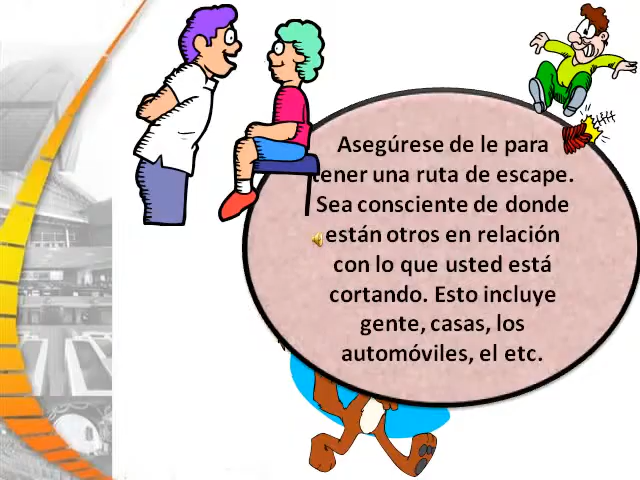 Asegúrese de le para
tener una ruta de escape.
Sea consciente de donde
están otros en relación
con lo que usted está
cortando. Esto incluye
gente, casas, los
automóviles, el etc.